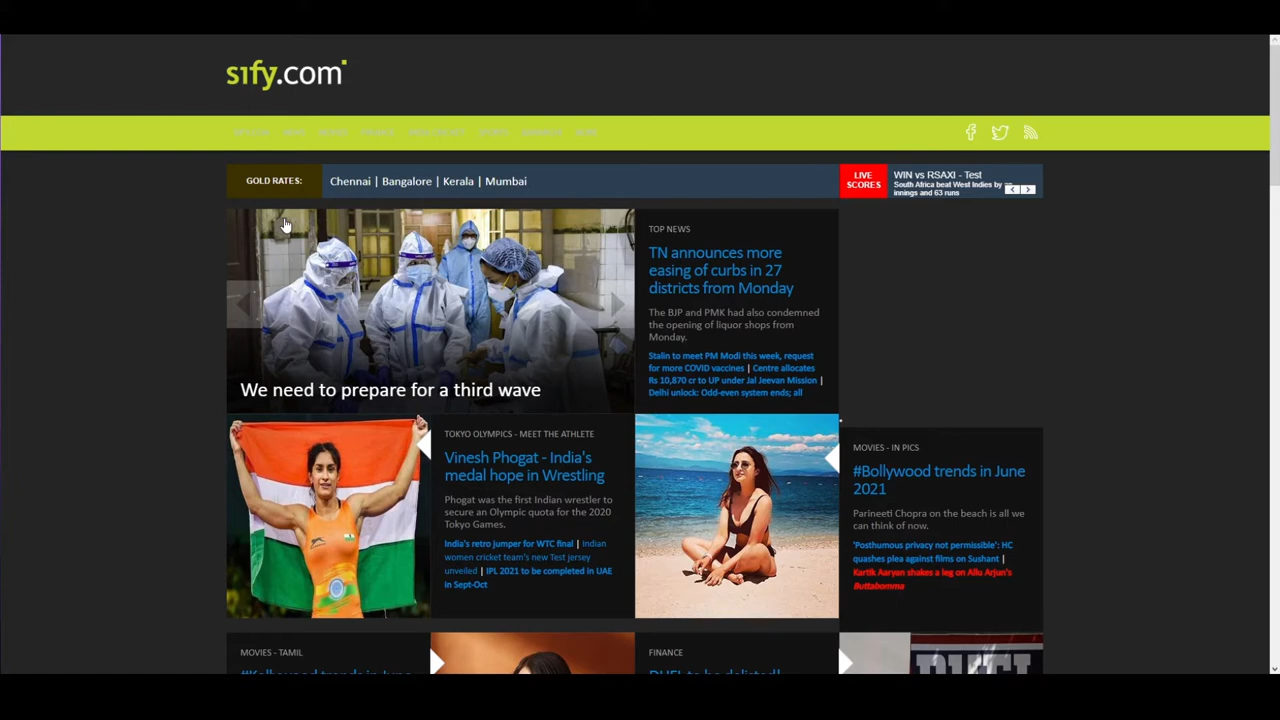 sify.com
GOLD RATES:
Chennai | Bangalore | Kerala | Mumbai
LIVE
SCORES
WIN vs RSAXI - Test
South Africa beat West Indies by
innings and 63 runs
We need to prepare for a third wave
TOP NEWS
TN announces more
easing of curbs in 27
districts from Monday
The BJP and PMK had also condemned
the opening of liquor shops from
Monday.
Stalin to meet PM Modi this week, request
for more COVID vaccines | Centre allocates
Rs 10,870 cr to UP under Jal Jeevan Mission |
Delhi unlock: Odd-even system ends; all
TOKYO OLYMPICS - MEET THE ATHLETE
Vinesh Phogat - India's
medal hope in Wrestling
Phogat was the first Indian wrestler to
secure an Olympic quota for the 2020
Tokyo Games.
India's retro jumper for WTC final | Indian
women cricket team's new Test jersey
unveiled | IPL 2021 to be completed in UAE
in Sept-Oct
MOVIES - IN PICS
#Bollywood trends in June
2021
Parineeti Chopra on the beach is all we
can think of now.
'Posthumous privacy not permissible': HC
quashes plea against films on Sushant |
Kartik Aaryan shakes a leg on Allu Arjun's
Buttabomma
MOVIES - TAMIL
#Kollywood trends in June
FINANCE
DHFL to be delisted!